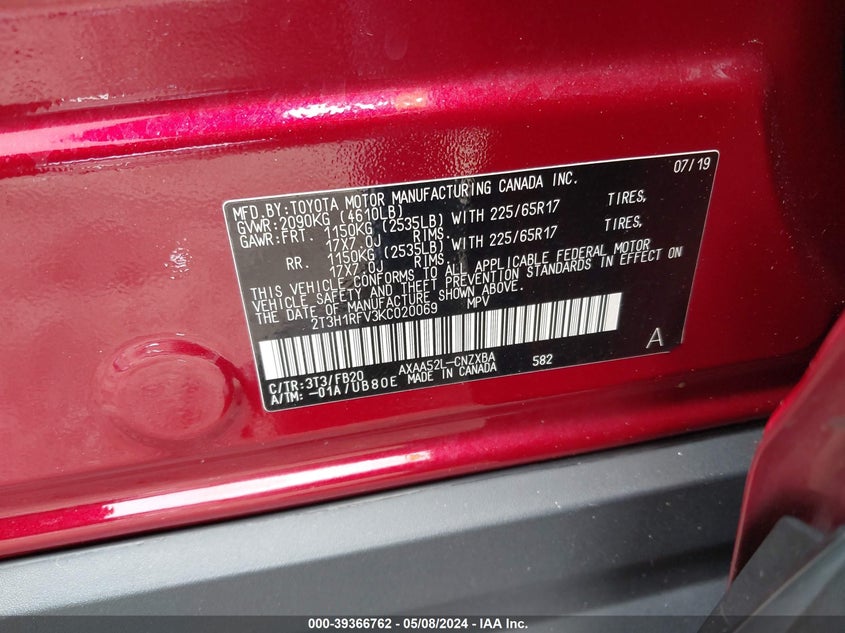 07/19
MFD.BY:TOYOTA MOTOR MANUFACTURING CANADA INC.
GVWR:2090KG (4610LB)
GAWR:FRT. 1150KG (2535LB) WITH 225/65R17 TIRES,
17X7.0J RIMS.
RR. 1150KG (2535LB) WITH 225/65R17 TIRES,
17X7.0J RIMS.
THIS VEHICLE CONFORMS TO ALL APPLICABLE FEDERAL MOTOR
VEHICLE SAFETY AND THEFT PREVENTION STANDARDS IN EFFECT ON
THE DATE OF MANUFACTURE SHOWN ABOVE.
2T3H1RFV3KC020069 MPV
C/TR:3T3/FB20 AXAA52L-CNZXBA 582 A
A/TM: -01A/UB80E MADE IN CANADA
000-39366762 - 05/08/2024 - IAA Inc.